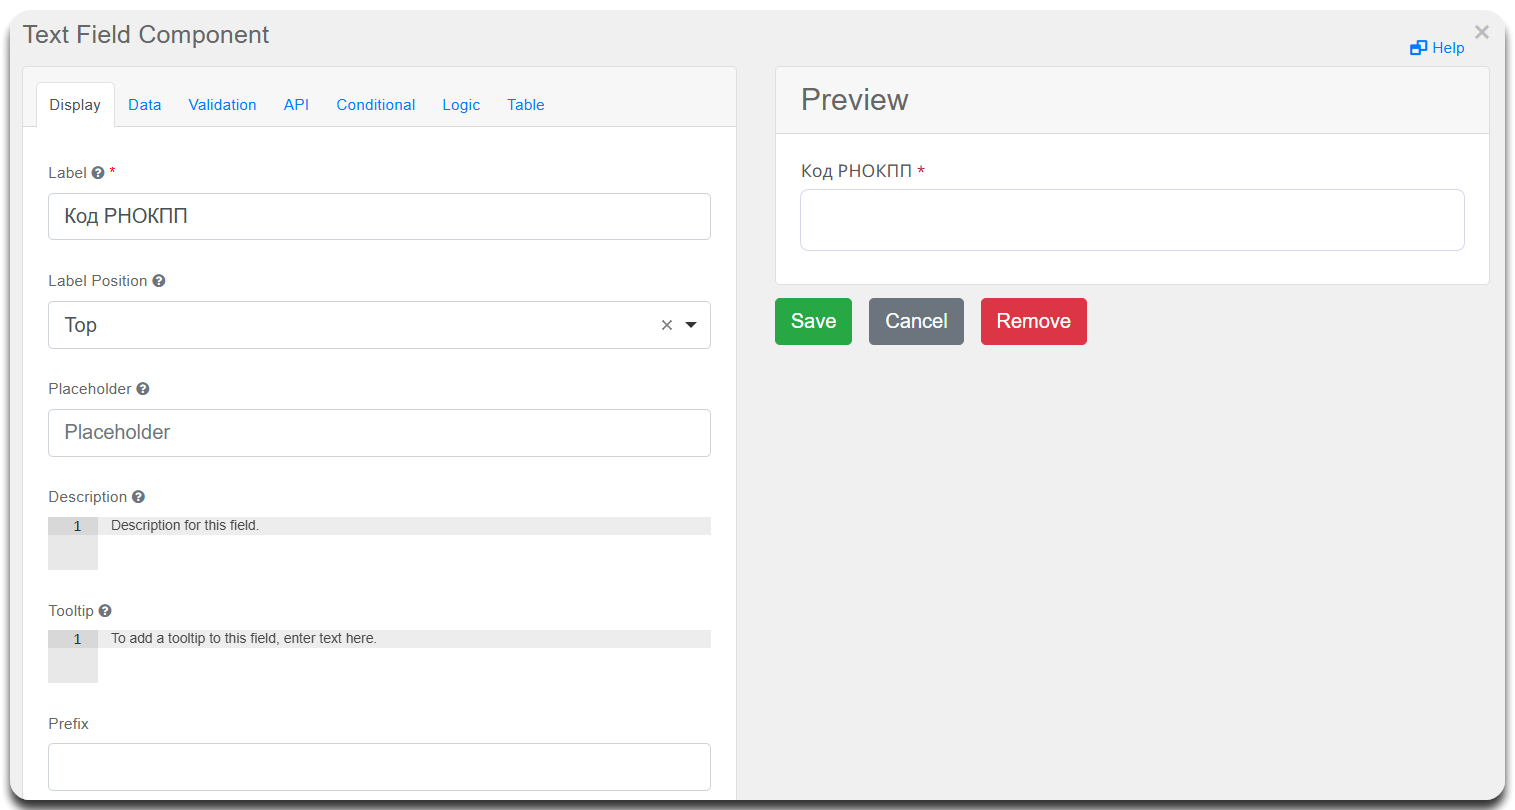 Text Field Component
×
Help
Display Data Validation API Conditional Logic Table
Label *
Код РНОКПП
Label Position
Top ×
Placeholder
Placeholder
Description
1 Description for this field.
Tooltip
1 To add a tooltip to this field, enter text here.
Prefix
Preview
Код РНОКПП *
Save Cancel Remove